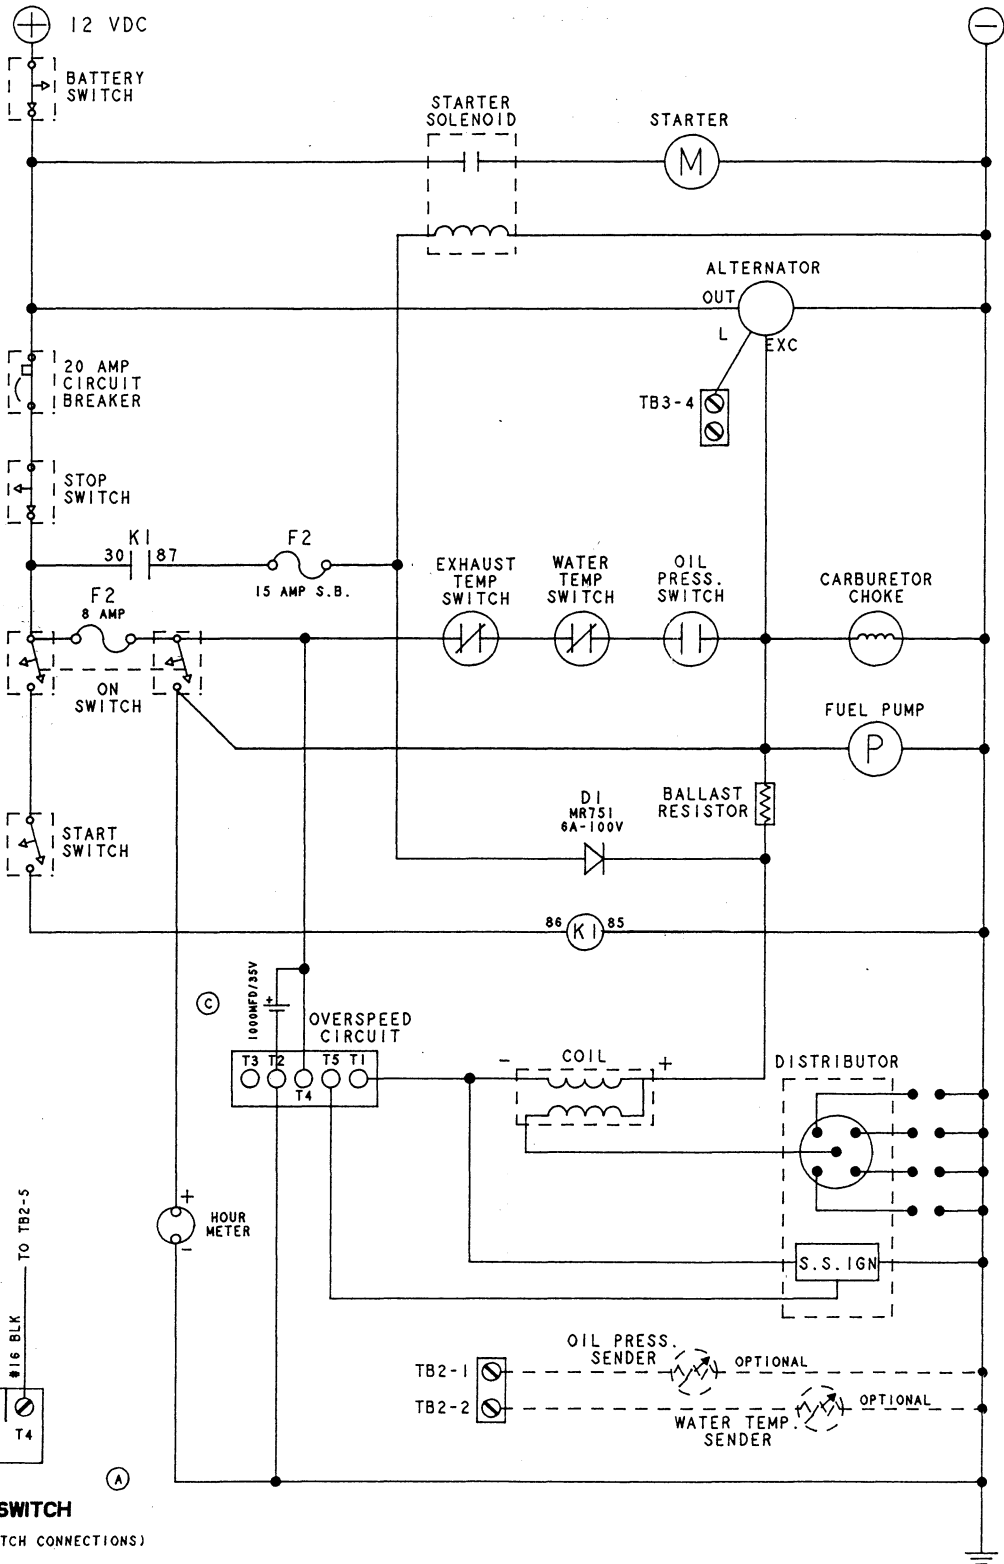 12 VDC
BATTERY
SWITCH
STARTER
SOLENOID
STARTER
M
ALTERNATOR
OUT
L
EXC
20 AMP
CIRCUIT
BREAKER
TB3-4
STOP
SWITCH
K1
30
87
F2
15 AMP S.B.
EXHAUST
TEMP
SWITCH
WATER
TEMP
SWITCH
OIL
PRESS.
SWITCH
CARBURETOR
CHOKE
F2
8 AMP
ON
SWITCH
FUEL PUMP
P
BALLAST
RESISTOR
D1
MR751
6A-100V
START
SWITCH
86
K1
85
C
1000MFD/35V
+
OVERSPEED
CIRCUIT
T3
T2
T4
T5
T1
-
COIL
+
DISTRIBUTOR
+
HOUR
METER
-
S.S.IGN
TO TB2-5
#16 BLK
T4
OIL PRESS.
SENDER
TB2-1
OPTIONAL
TB2-2
OPTIONAL
WATER TEMP.
SENDER
A
SWITCH
TCH CONNECTIONS)